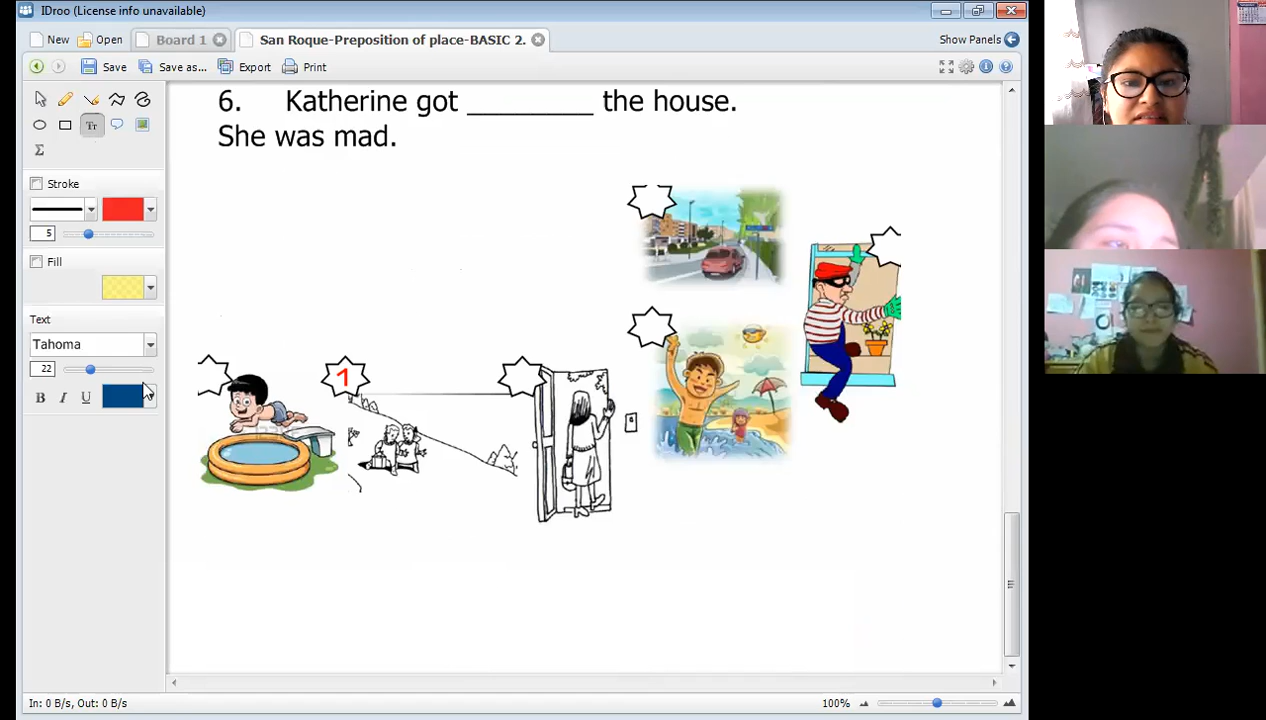 IDroo (License info unavailable)
New Open Board 1 San Roque-Preposition of place-BASIC 2. Show Panels
Save Save as... Export Print
6. Katherine got _________ the house.
She was mad.
Tr
Σ
Stroke
5
Fill
Text
Tahoma
22
B I U
1
In: 0 B/s, Out: 0 B/s 100%